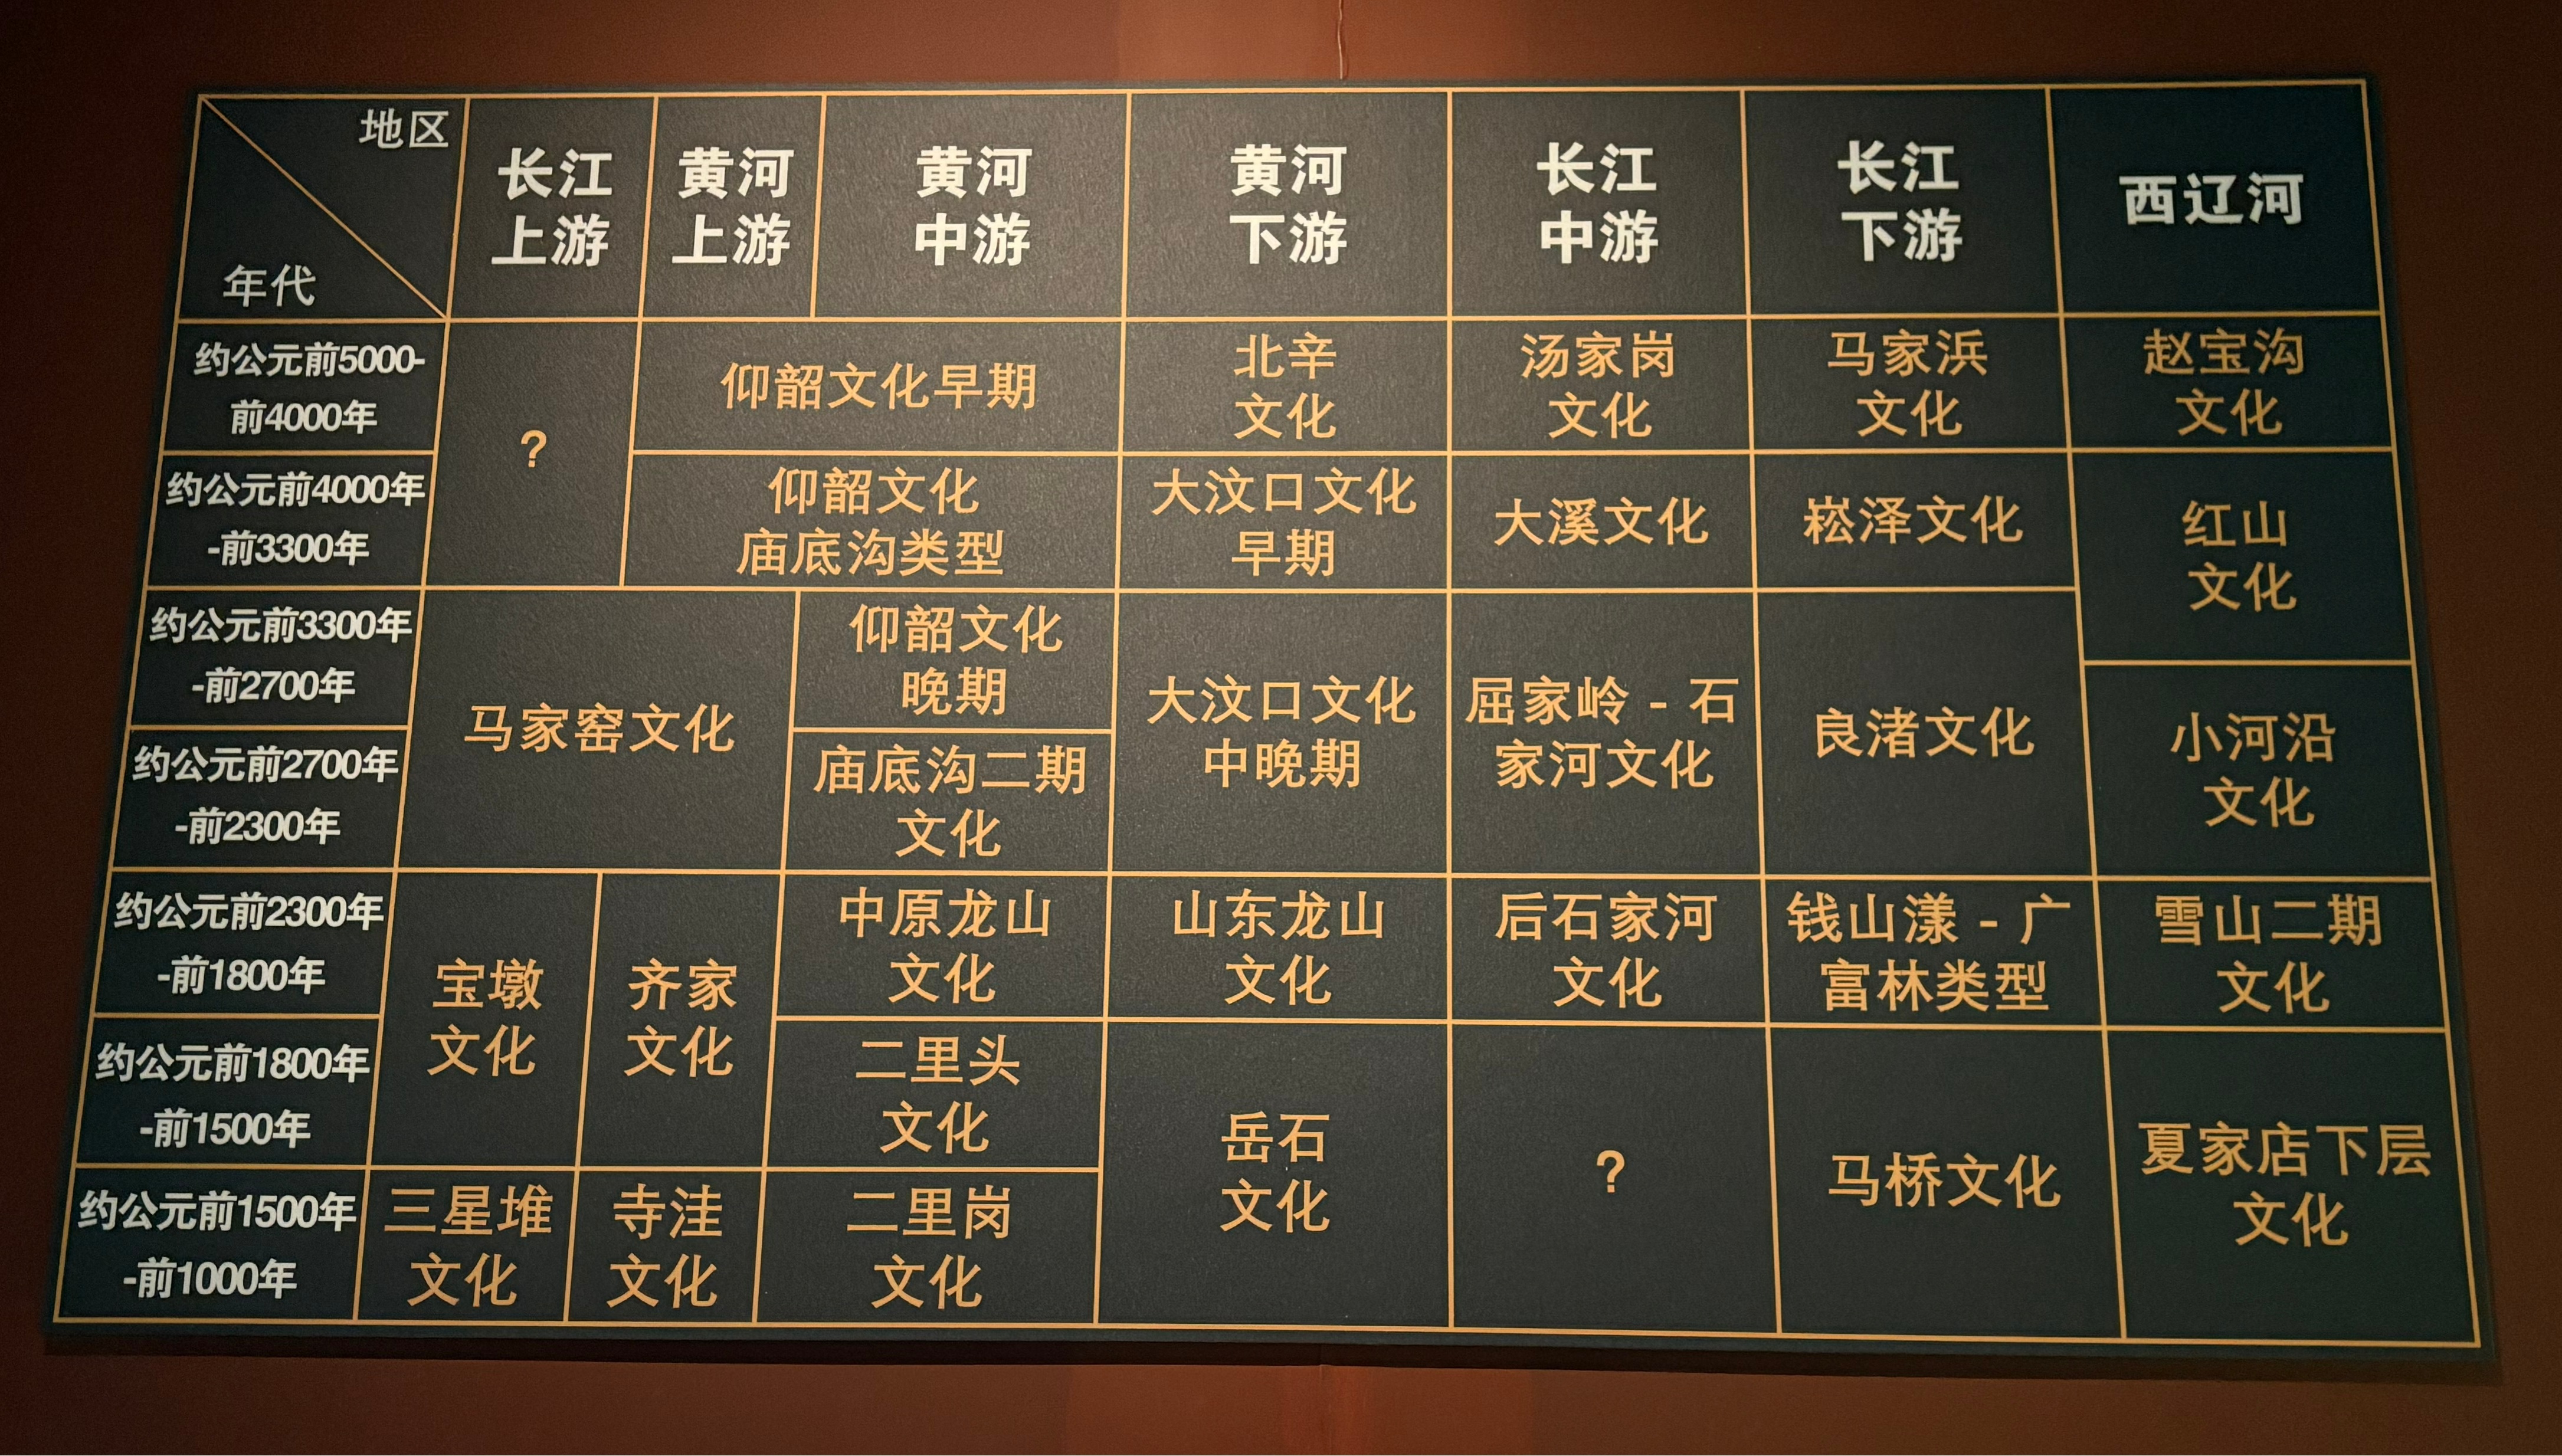 地区
年代
长江
上游
黄河
上游
黄河
中游
黄河
下游
长江
中游
长江
下游
西辽河
约公元前5000-
前4000年
?
仰韶文化早期
北辛
文化
汤家岗
文化
马家浜
文化
赵宝沟
文化
约公元前4000年
-前3300年
仰韶文化
庙底沟类型
大汶口文化
早期
大溪文化
崧泽文化
红山
文化
约公元前3300年
-前2700年
马家窑文化
仰韶文化
晚期
大汶口文化
中晚期
屈家岭 - 石
家河文化
良渚文化
小河沿
文化
约公元前2700年
-前2300年
庙底沟二期
文化
约公元前2300年
-前1800年
宝墩
文化
齐家
文化
中原龙山
文化
山东龙山
文化
后石家河
文化
钱山漾 - 广
富林类型
雪山二期
文化
约公元前1800年
-前1500年
二里头
文化
岳石
文化
?
马桥文化
夏家店下层
文化
约公元前1500年
-前1000年
三星堆
文化
寺洼
文化
二里岗
文化